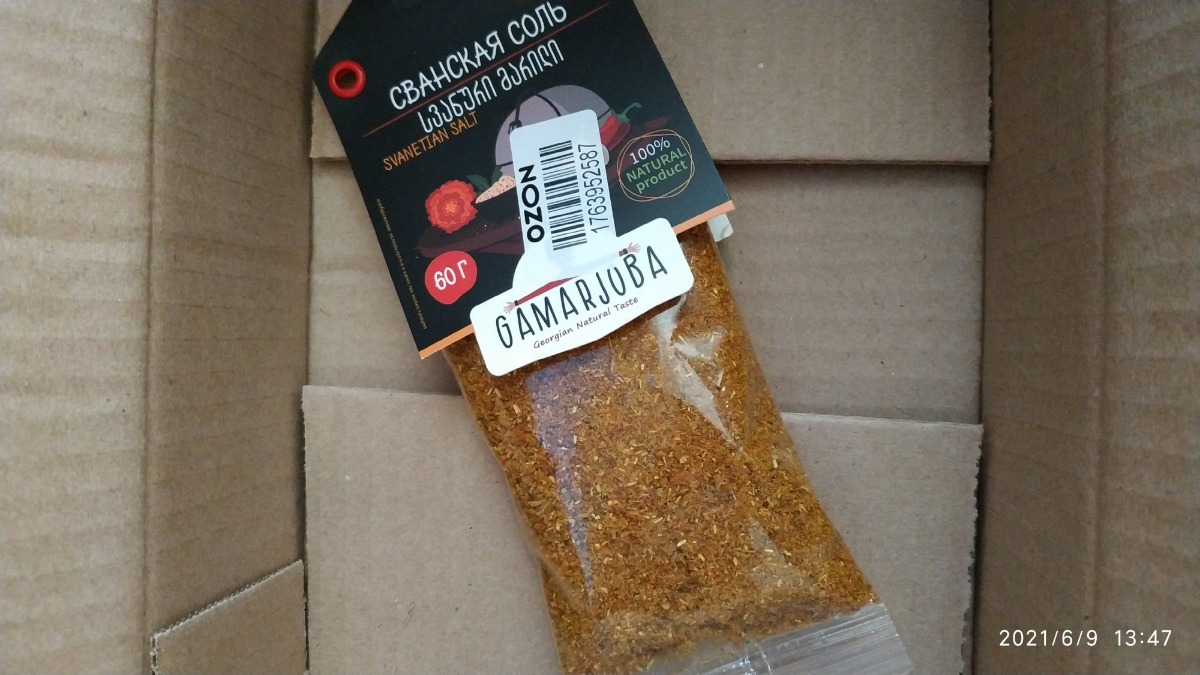 СВАНСКАЯ СОЛЬ
სვანური მარილი
SVANETIAN SALT
100%
NATURAL
product
OZON
1763952587
60 Г
GAMARJOBA
Georgian Natural Taste
2021/6/9 13:47